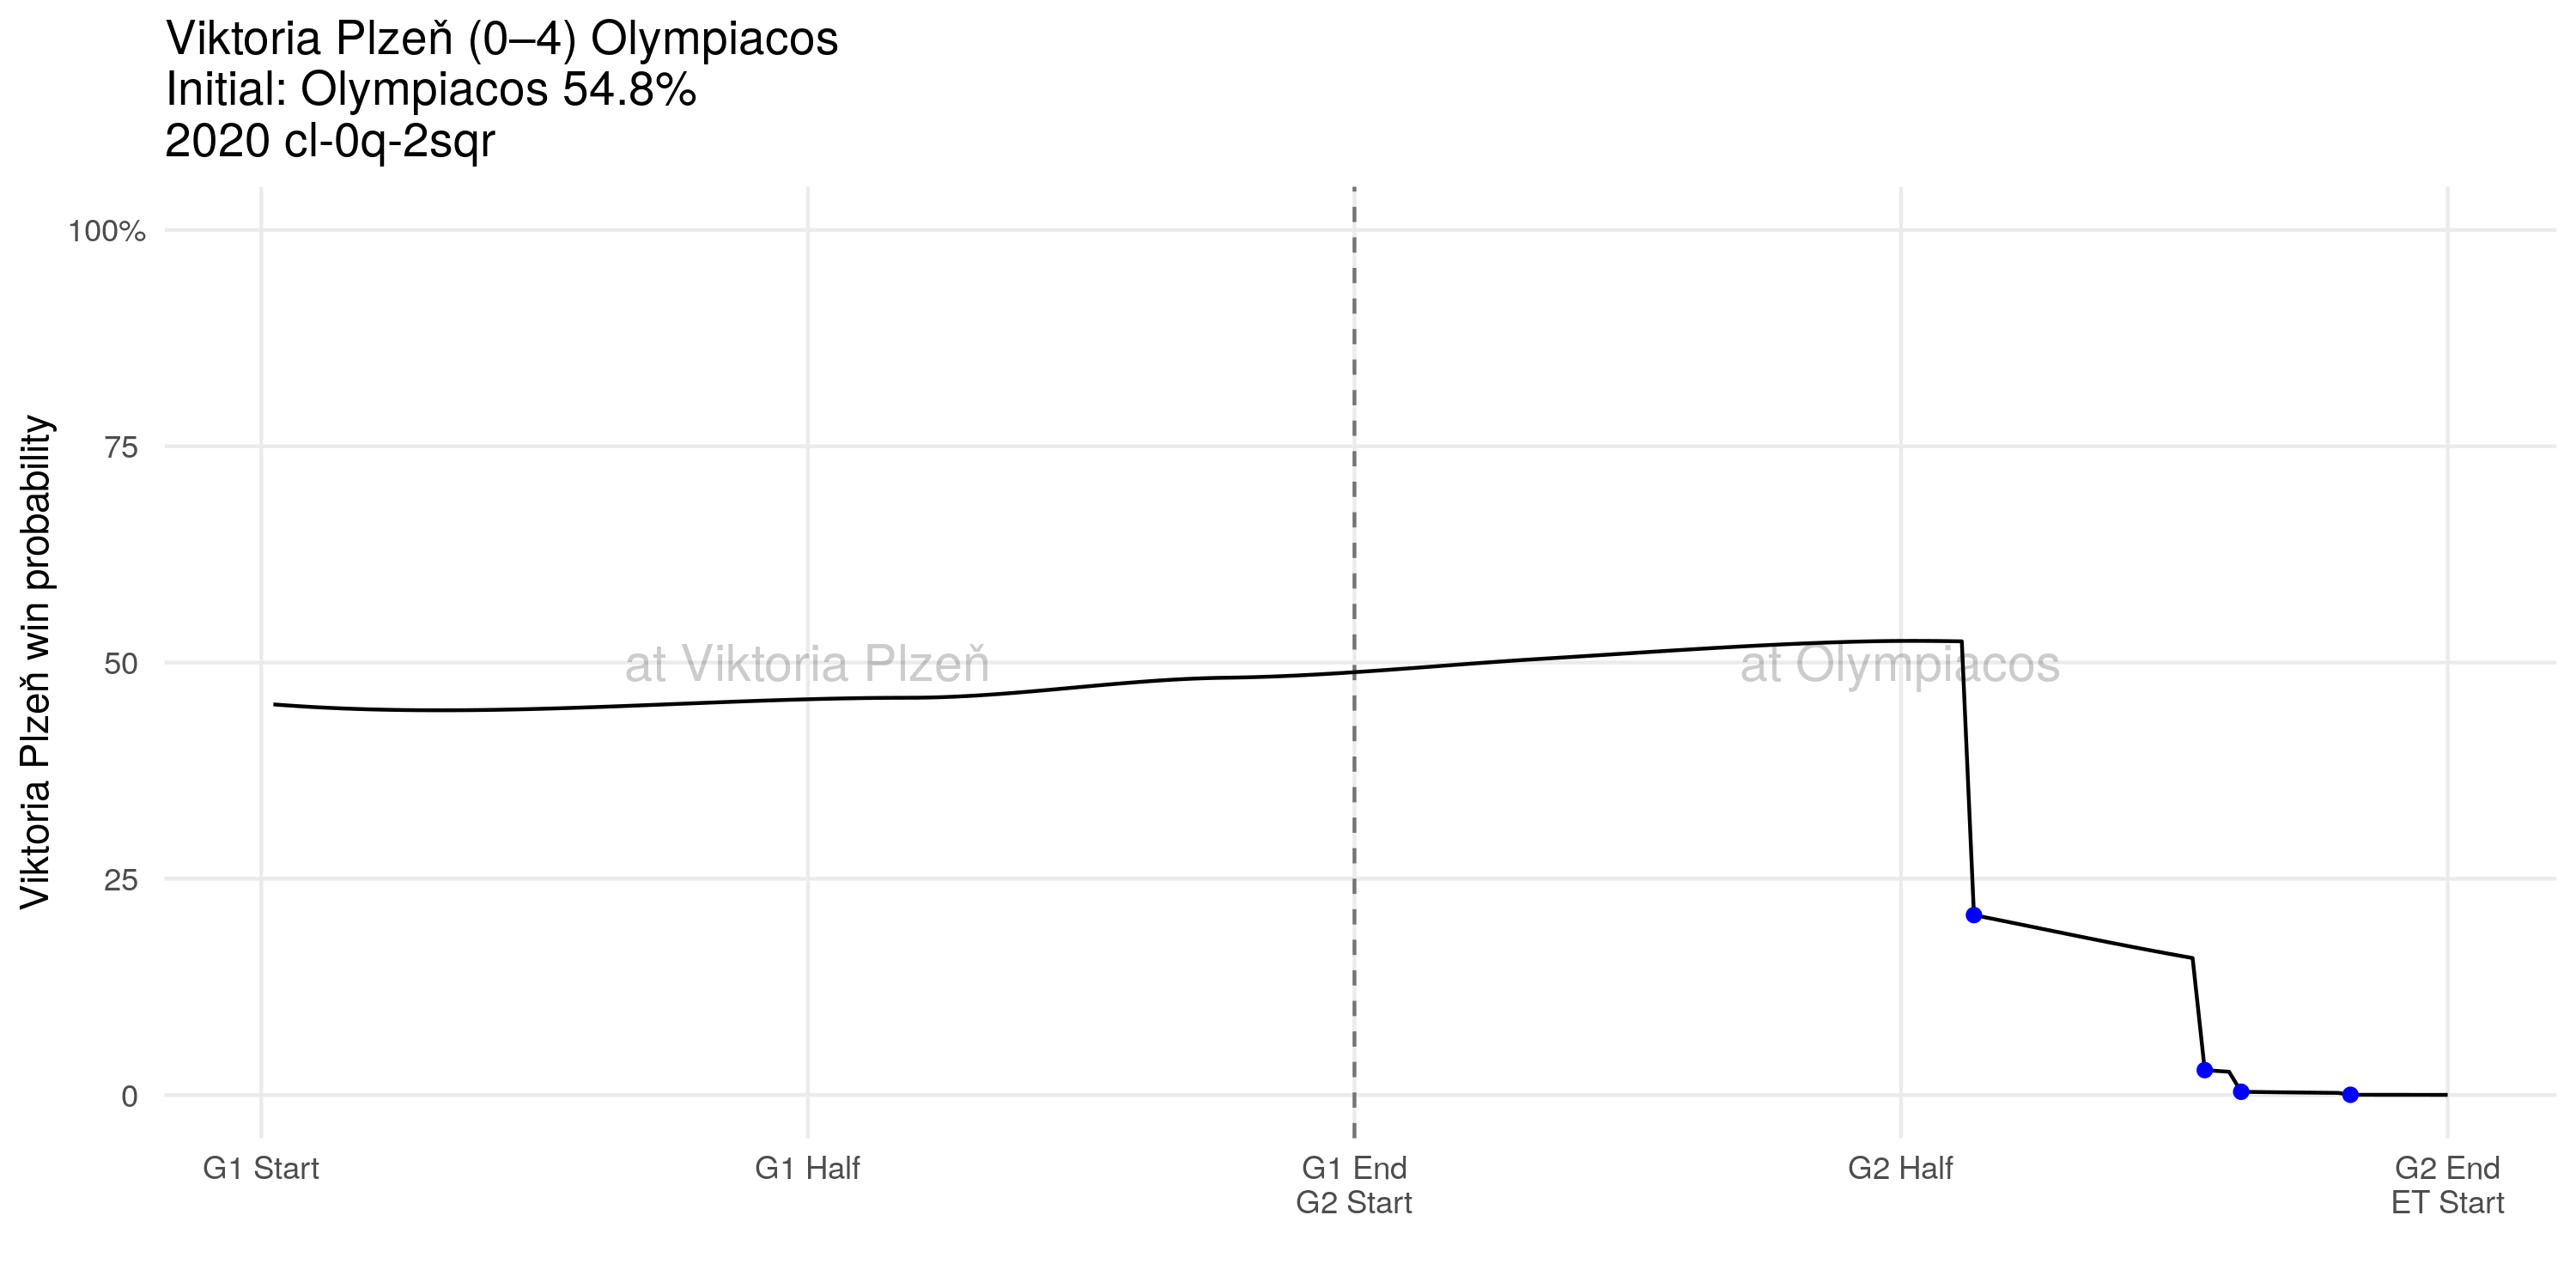 Viktoria Plzeň (0–4) Olympiacos
Initial: Olympiacos 54.8%
2020 cl-0q-2sqr
Viktoria Plzeň win probability
100%
75
50
25
0
at Viktoria Plzeň
at Olympiacos
G1 Start
G1 Half
G1 End
G2 Start
G2 Half
G2 End
ET Start